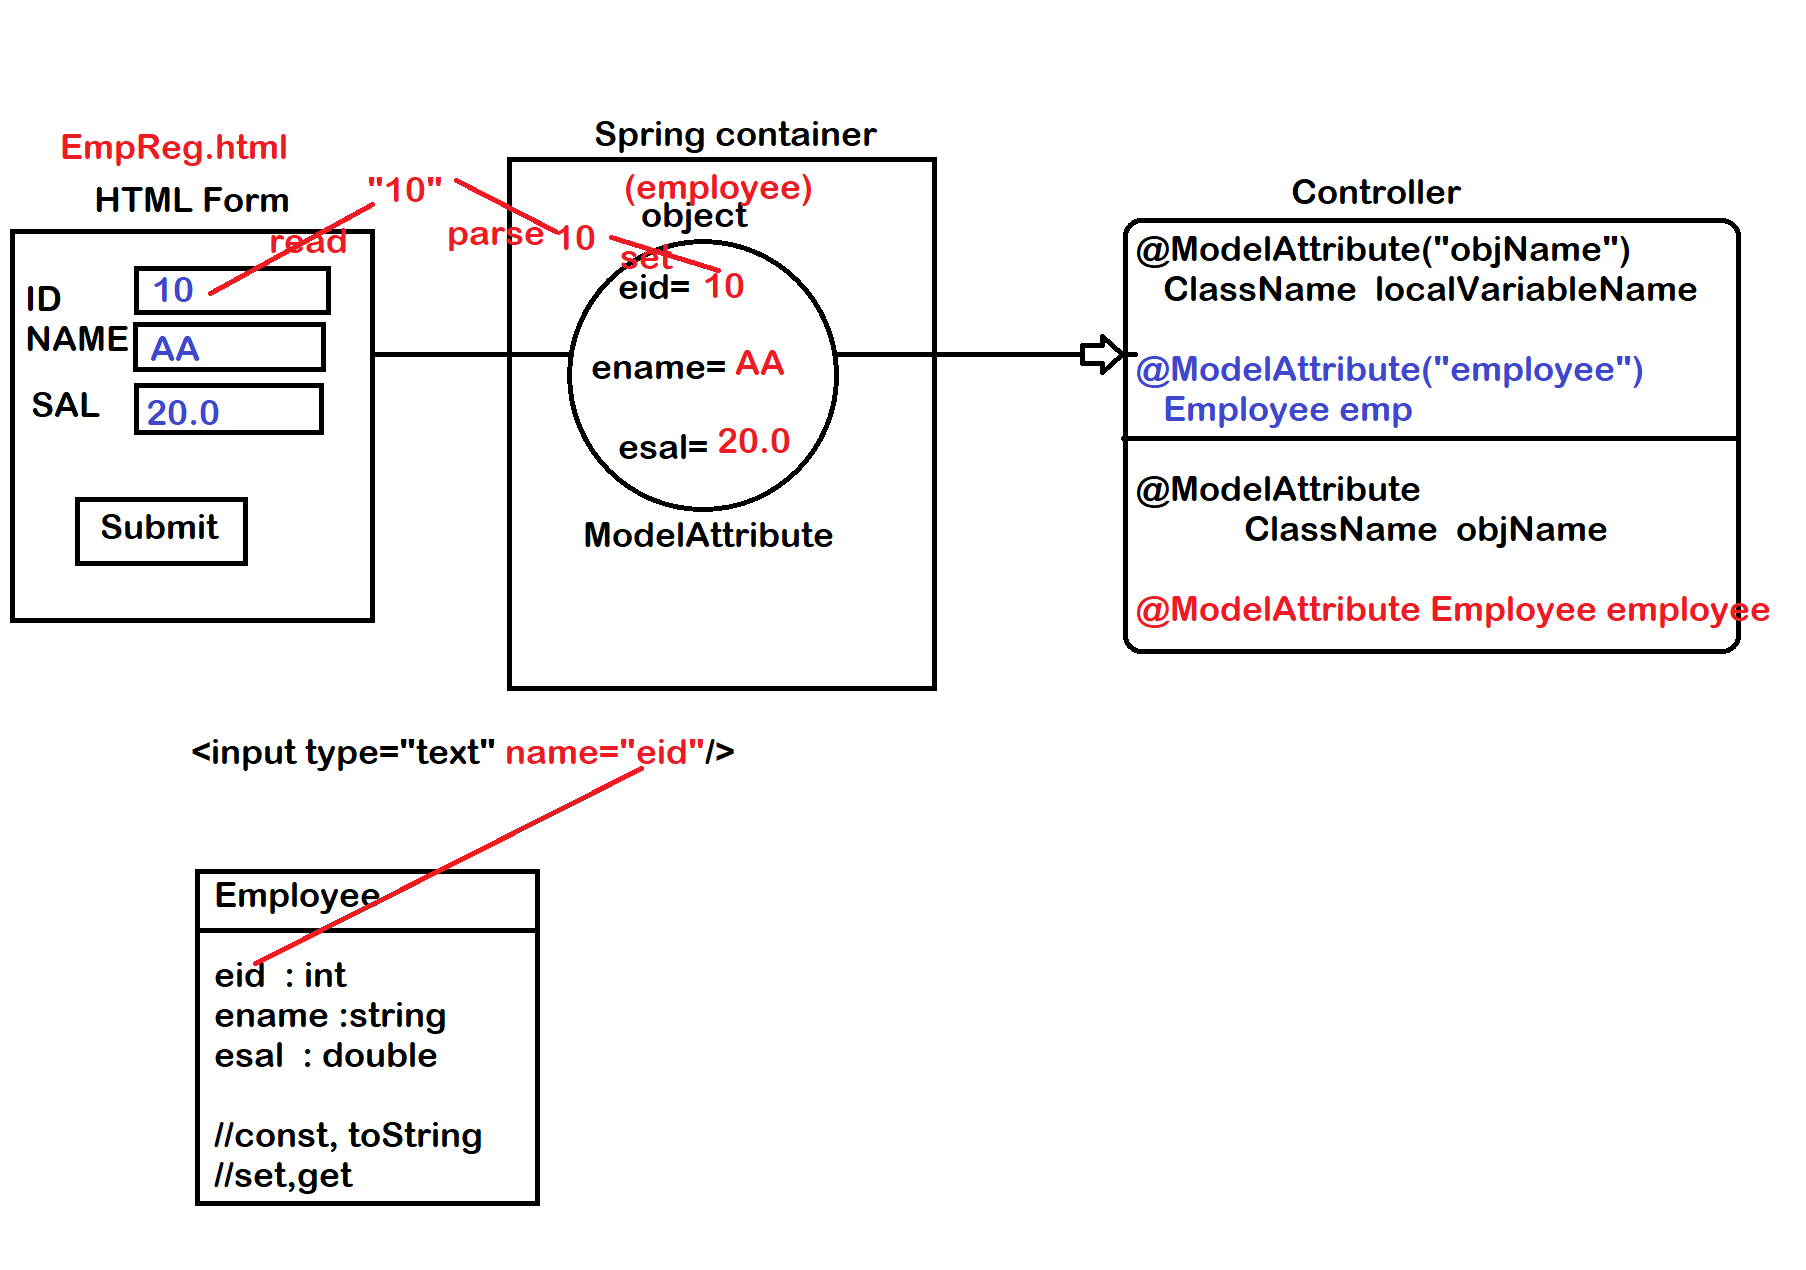 EmpReg.html
HTML Form
read
ID
10
NAME
AA
SAL
20.0
Submit
"10"
parse 10
set
Spring container
(employee)
object
eid= 10
ename= AA
esal= 20.0
ModelAttribute
Controller
@ModelAttribute("objName")
ClassName localVariableName
@ModelAttribute("employee")
Employee emp
@ModelAttribute
ClassName objName
@ModelAttribute Employee employee
<input type="text" name="eid"/>
Employee
eid : int
ename :string
esal : double
//const, toString
//set,get